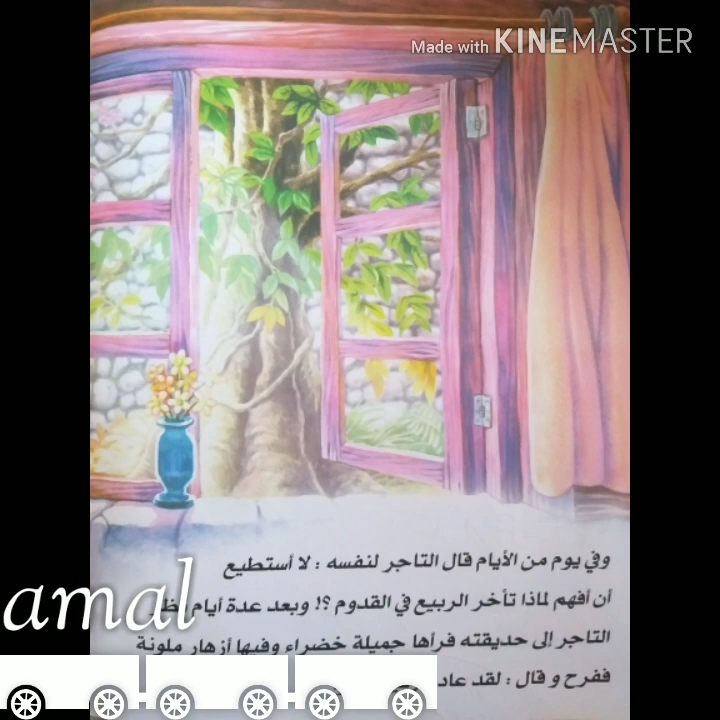 Made with KINEMASTER
وفي يوم من الأيام قال التاجر لنفسه : لا أستطيع
أن أفهم لماذا تأخر الربيع في القدوم ؟! وبعد عدة أيام نظر
التاجر إلى حديقته فرآها جميلة خضراء وفيها أزهار ملونة
ففرح و قال : لقد عاد
amal